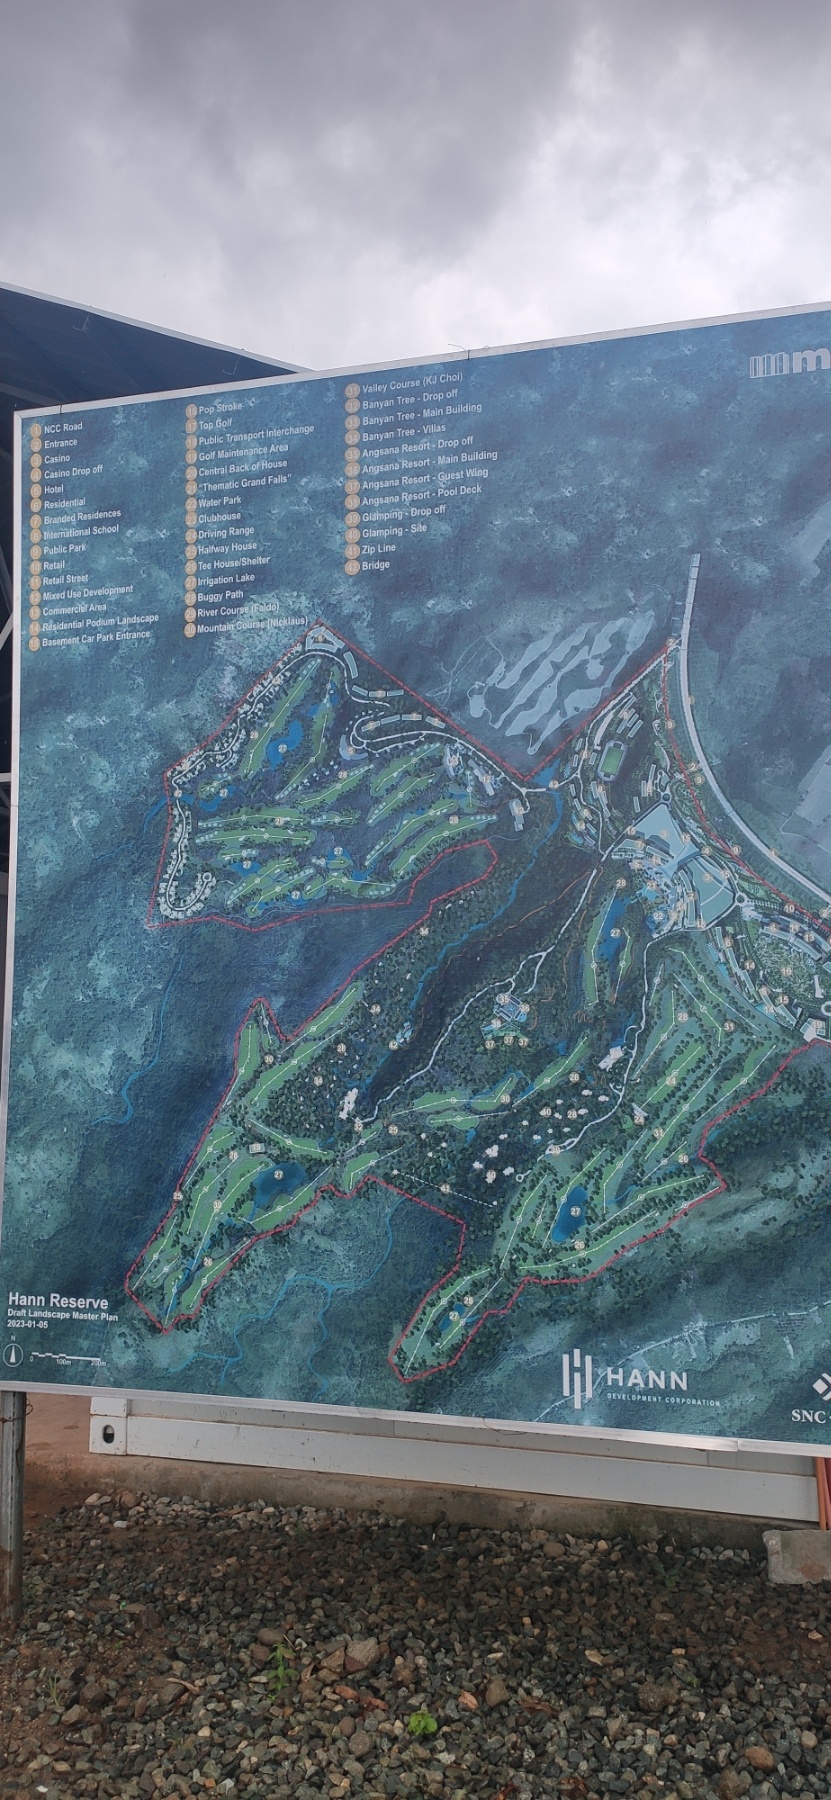 1 NCC Road
2 Entrance
3 Casino
4 Casino Drop off
5 Hotel
6 Residential
7 Branded Residences
8 International School
9 Public Park
10 Retail
11 Retail Street
12 Mixed Use Development
13 Commercial Area
14 Residential Podium Landscape
15 Basement Car Park Entrance
16 Pop Stroke
17 Top Golf
18 Public Transport Interchange
19 Golf Maintenance Area
20 Central Back of House
21 "Thematic Grand Falls"
22 Water Park
23 Clubhouse
24 Driving Range
25 Halfway House
26 Tee House/Shelter
27 Irrigation Lake
28 Buggy Path
29 River Course (Faldo)
30 Mountain Course (Nicklaus)
31 Valley Course (KJ Choi)
32 Banyan Tree - Drop off
33 Banyan Tree - Main Building
34 Banyan Tree - Villas
35 Angsana Resort - Drop off
36 Angsana Resort - Main Building
37 Angsana Resort - Guest Wing
38 Angsana Resort - Pool Deck
39 Glamping - Drop off
40 Glamping - Site
41 Zip Line
42 Bridge
Hann Reserve
Draft Landscape Master Plan
2023-01-05
N
0 100m 200m
HANN
DEVELOPMENT CORPORATION
SNC